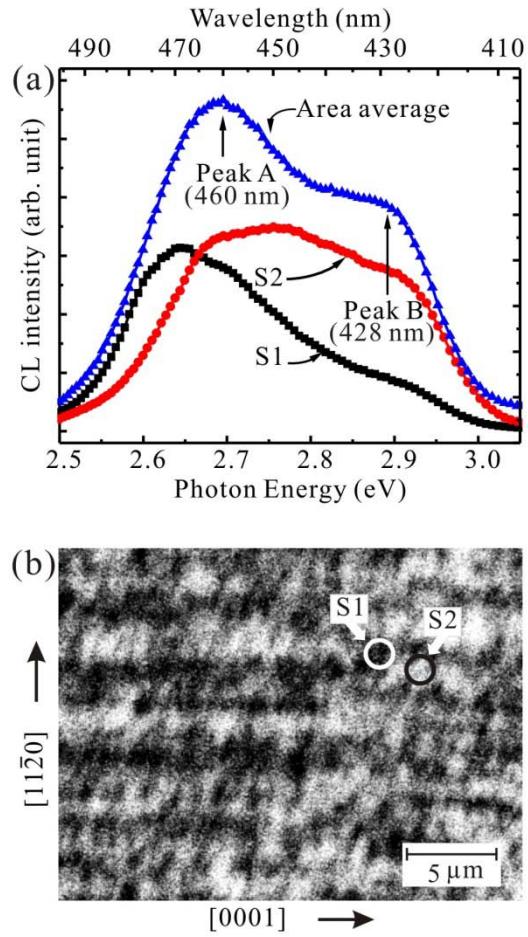 Wavelength (nm)
490 470 450 430 410
(a)
Area average
Peak A
(460 nm)
S2
Peak B
(428 nm)
S1
CL intensity (arb. unit)
2.5 2.6 2.7 2.8 2.9 3.0
Photon Energy (eV)
(b)
S1
S2
[112̄0]
5 μm
[0001]